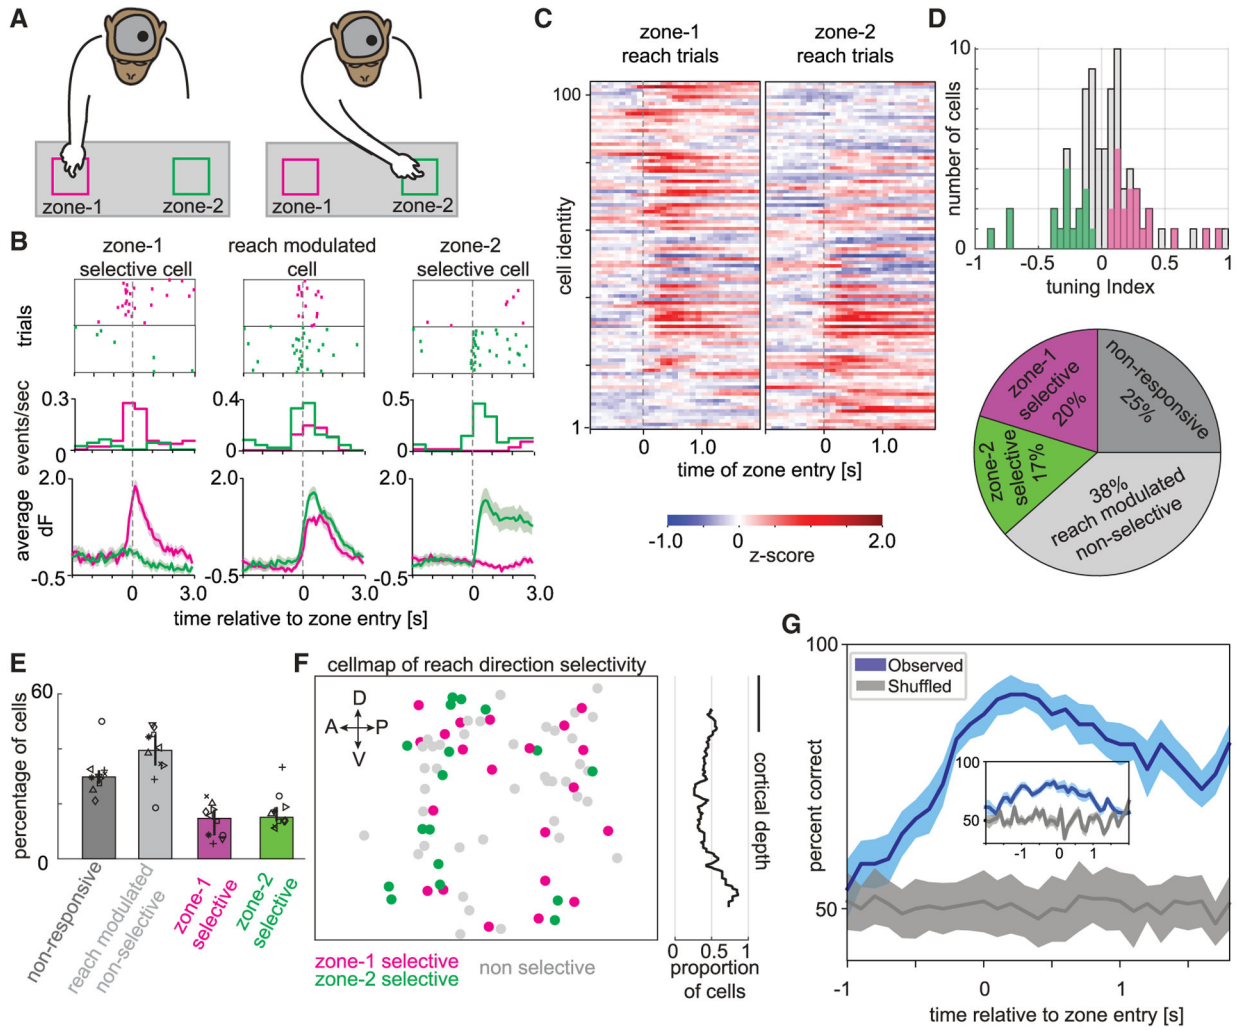 A
zone-1
zone-2
zone-1
zone-2
B
zone-1
selective cell
reach modulated
cell
zone-2
selective cell
trials
events/sec
0.3
0
0.4
0
0.5
0
average
dF
2.0
-0.5
2.0
-0.5
2.0
-0.5
0
3.0
0
3.0
0
3.0
time relative to zone entry [s]
C
zone-1
reach trials
zone-2
reach trials
cell identity
100
1
0
1.0
0
1.0
time of zone entry [s]
-1.0
0
z-score
2.0
D
number of cells
10
5
0
-1
-0.5
0
0.5
1
tuning Index
zone-1
selective
20%
non-responsive
25%
zone-2
selective
17%
38%
reach modulated
non-selective
E
percentage of cells
60
0
non-responsive
reach modulated
non-selective
zone-1
selective
zone-2
selective
F
cellmap of reach direction selectivity
D
A
P
V
zone-1 selective
zone-2 selective
non selective
cortical depth
0
0.5
1
proportion
of cells
G
percent correct
100
50
Observed
Shuffled
100
50
-1
0
1
-1
0
1
time relative to zone entry [s]